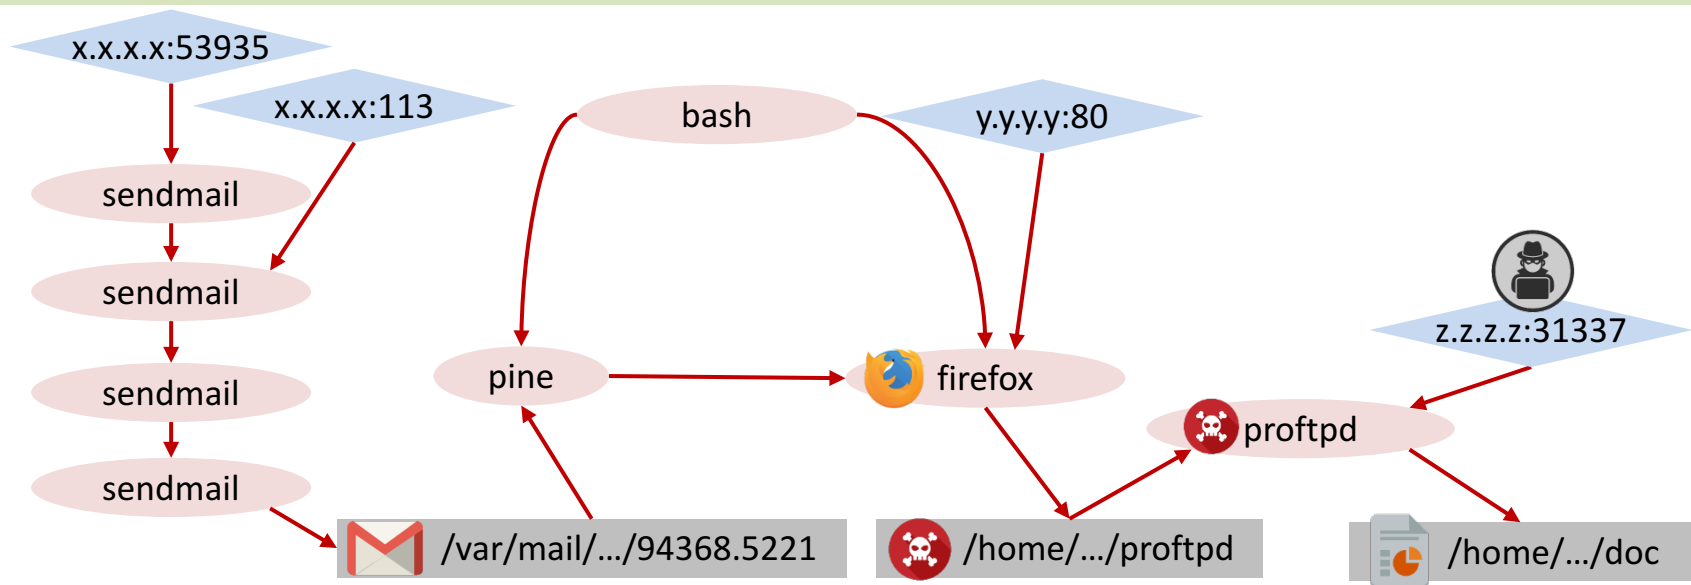 x.x.x.x:53935
x.x.x.x:113
bash
y.y.y.y:80
sendmail
sendmail
z.z.z.z:31337
pine
firefox
sendmail
proftpd
sendmail
/var/mail/.../94368.5221
/home/.../proftpd
/home/.../doc